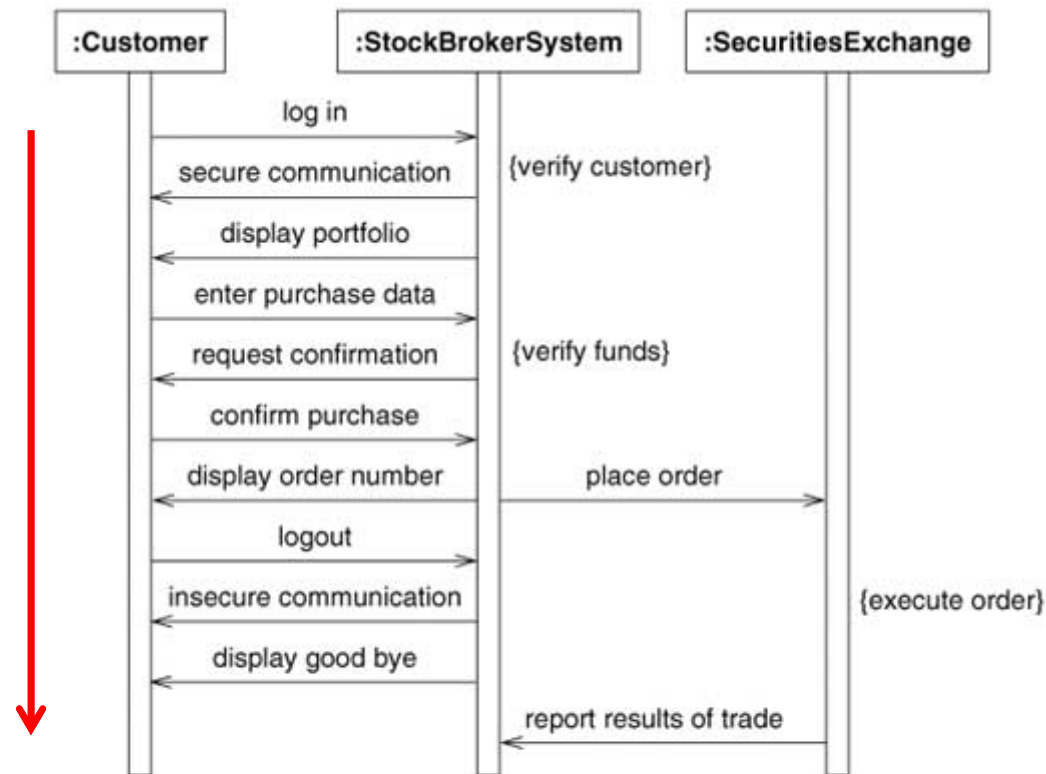 :Customer
:StockBrokerSystem
:SecuritiesExchange
log in
{verify customer}
secure communication
display portfolio
enter purchase data
request confirmation
{verify funds}
confirm purchase
display order number
place order
logout
insecure communication
{execute order}
display good bye
report results of trade